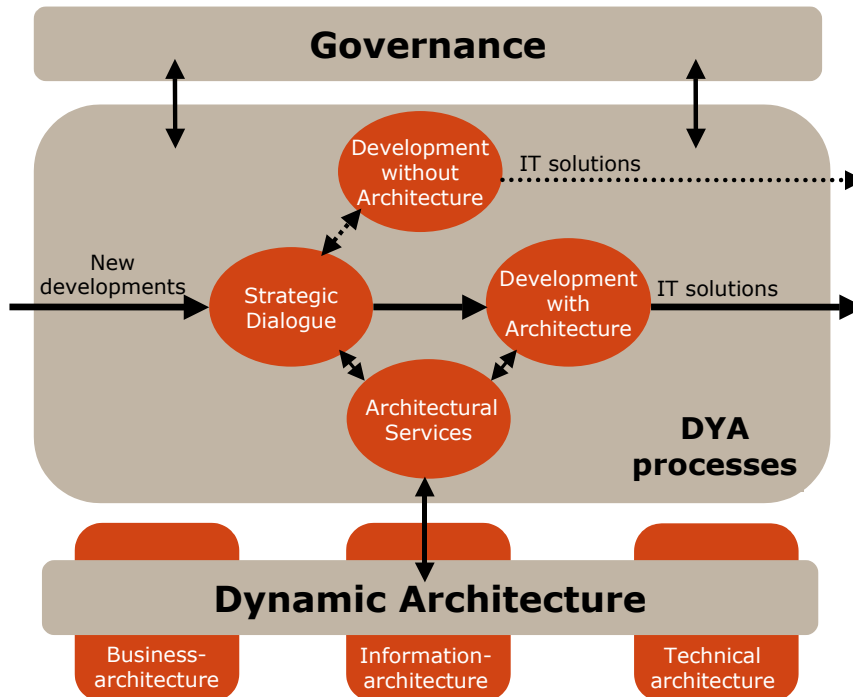 Governance
Development
without
Architecture
IT solutions
New
developments
Strategic
Dialogue
Development
with
Architecture
IT solutions
Architectural
Services
DYA
processes
Dynamic Architecture
Business-
architecture
Information-
architecture
Technical
architecture